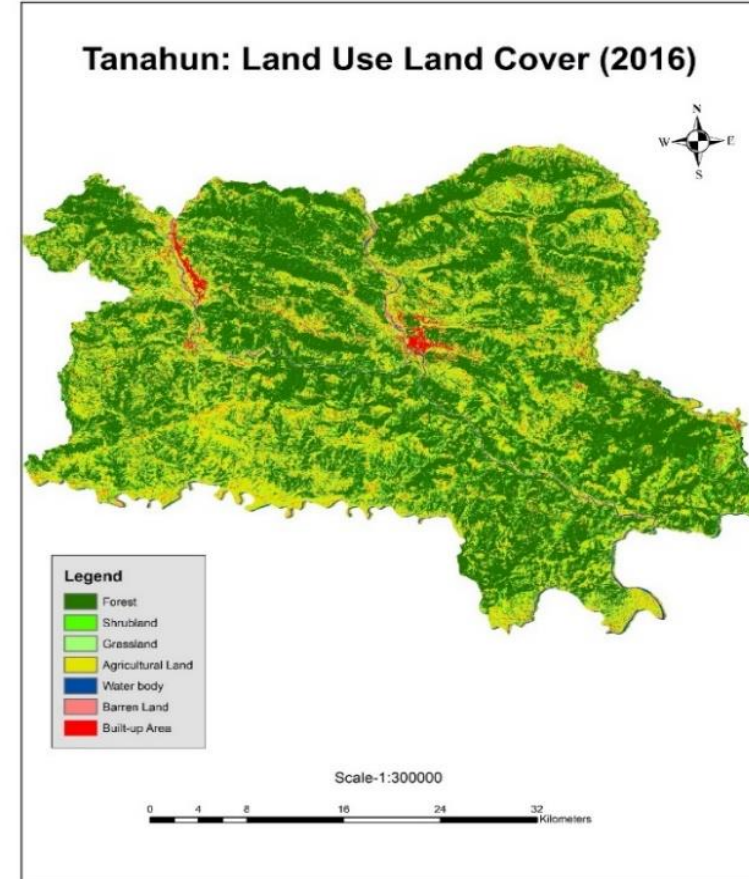 Tanahun: Land Use Land Cover (2016)
N
W E
S
Legend
Forest
Shrubland
Grassland
Agricultural Land
Water body
Barren Land
Built-up Area
Scale-1:300000
0 4 8 16 24 32
Kilometers